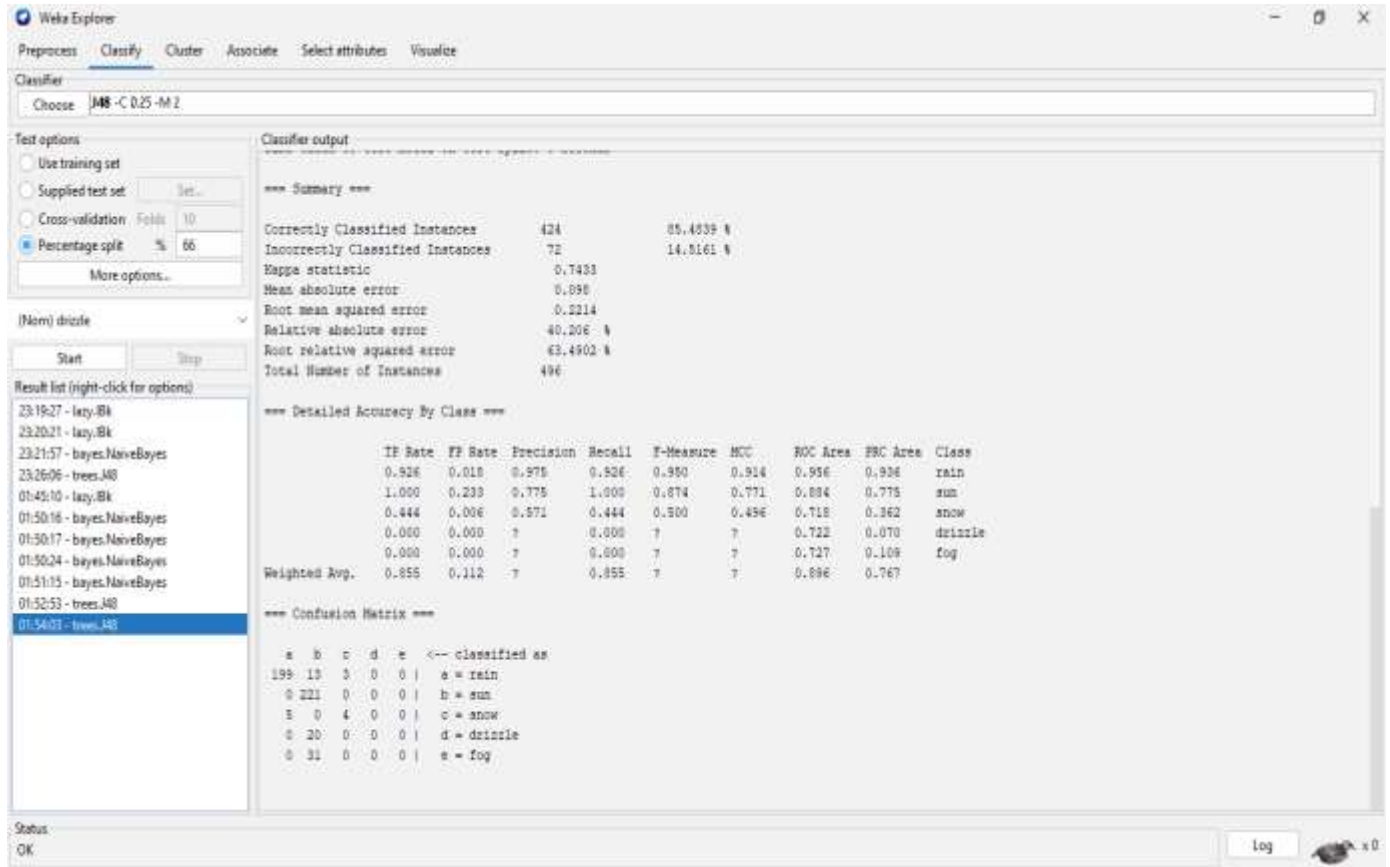 Weka Explorer
Preprocess Classify Cluster Associate Select attributes Visualize
Classifier
Choose J48 -C 0.25 -M 2
Test options
Use training set
Supplied test set Set...
Cross-validation Folds 10
Percentage split % 66
More options...
(Nom) drizzle
Start Stop
Result list (right-click for options)
23:19:27 - lazy.IBk
23:20:21 - lazy.IBk
23:21:57 - bayes.NaiveBayes
23:26:06 - trees.J48
01:45:10 - lazy.IBk
01:50:16 - bayes.NaiveBayes
01:50:17 - bayes.NaiveBayes
01:50:24 - bayes.NaiveBayes
01:51:15 - bayes.NaiveBayes
01:52:53 - trees.J48
01:54:03 - trees.J48
Classifier output
=== Summary ===
Correctly Classified Instances 424 85.4839 %
Incorrectly Classified Instances 72 14.5161 %
Kappa statistic 0.7433
Mean absolute error 0.098
Root mean squared error 0.2214
Relative absolute error 40.206 %
Root relative squared error 63.4902 %
Total Number of Instances 496
=== Detailed Accuracy By Class ===
TP Rate FP Rate Precision Recall F-Measure MCC ROC Area PRC Area Class
0.926 0.018 0.975 0.926 0.950 0.914 0.956 0.936 rain
1.000 0.233 0.775 1.000 0.874 0.771 0.884 0.775 sun
0.444 0.006 0.571 0.444 0.500 0.496 0.718 0.362 snow
0.000 0.000 ? 0.000 ? ? 0.722 0.070 drizzle
0.000 0.000 ? 0.000 ? ? 0.727 0.109 fog
Weighted Avg. 0.855 0.112 ? 0.855 ? ? 0.896 0.767
=== Confusion Matrix ===
a b c d e <-- classified as
199 13 3 0 0 | a = rain
0 221 0 0 0 | b = sun
5 0 4 0 0 | c = snow
0 20 0 0 0 | d = drizzle
0 31 0 0 0 | e = fog
Status
OK
Log
x 0